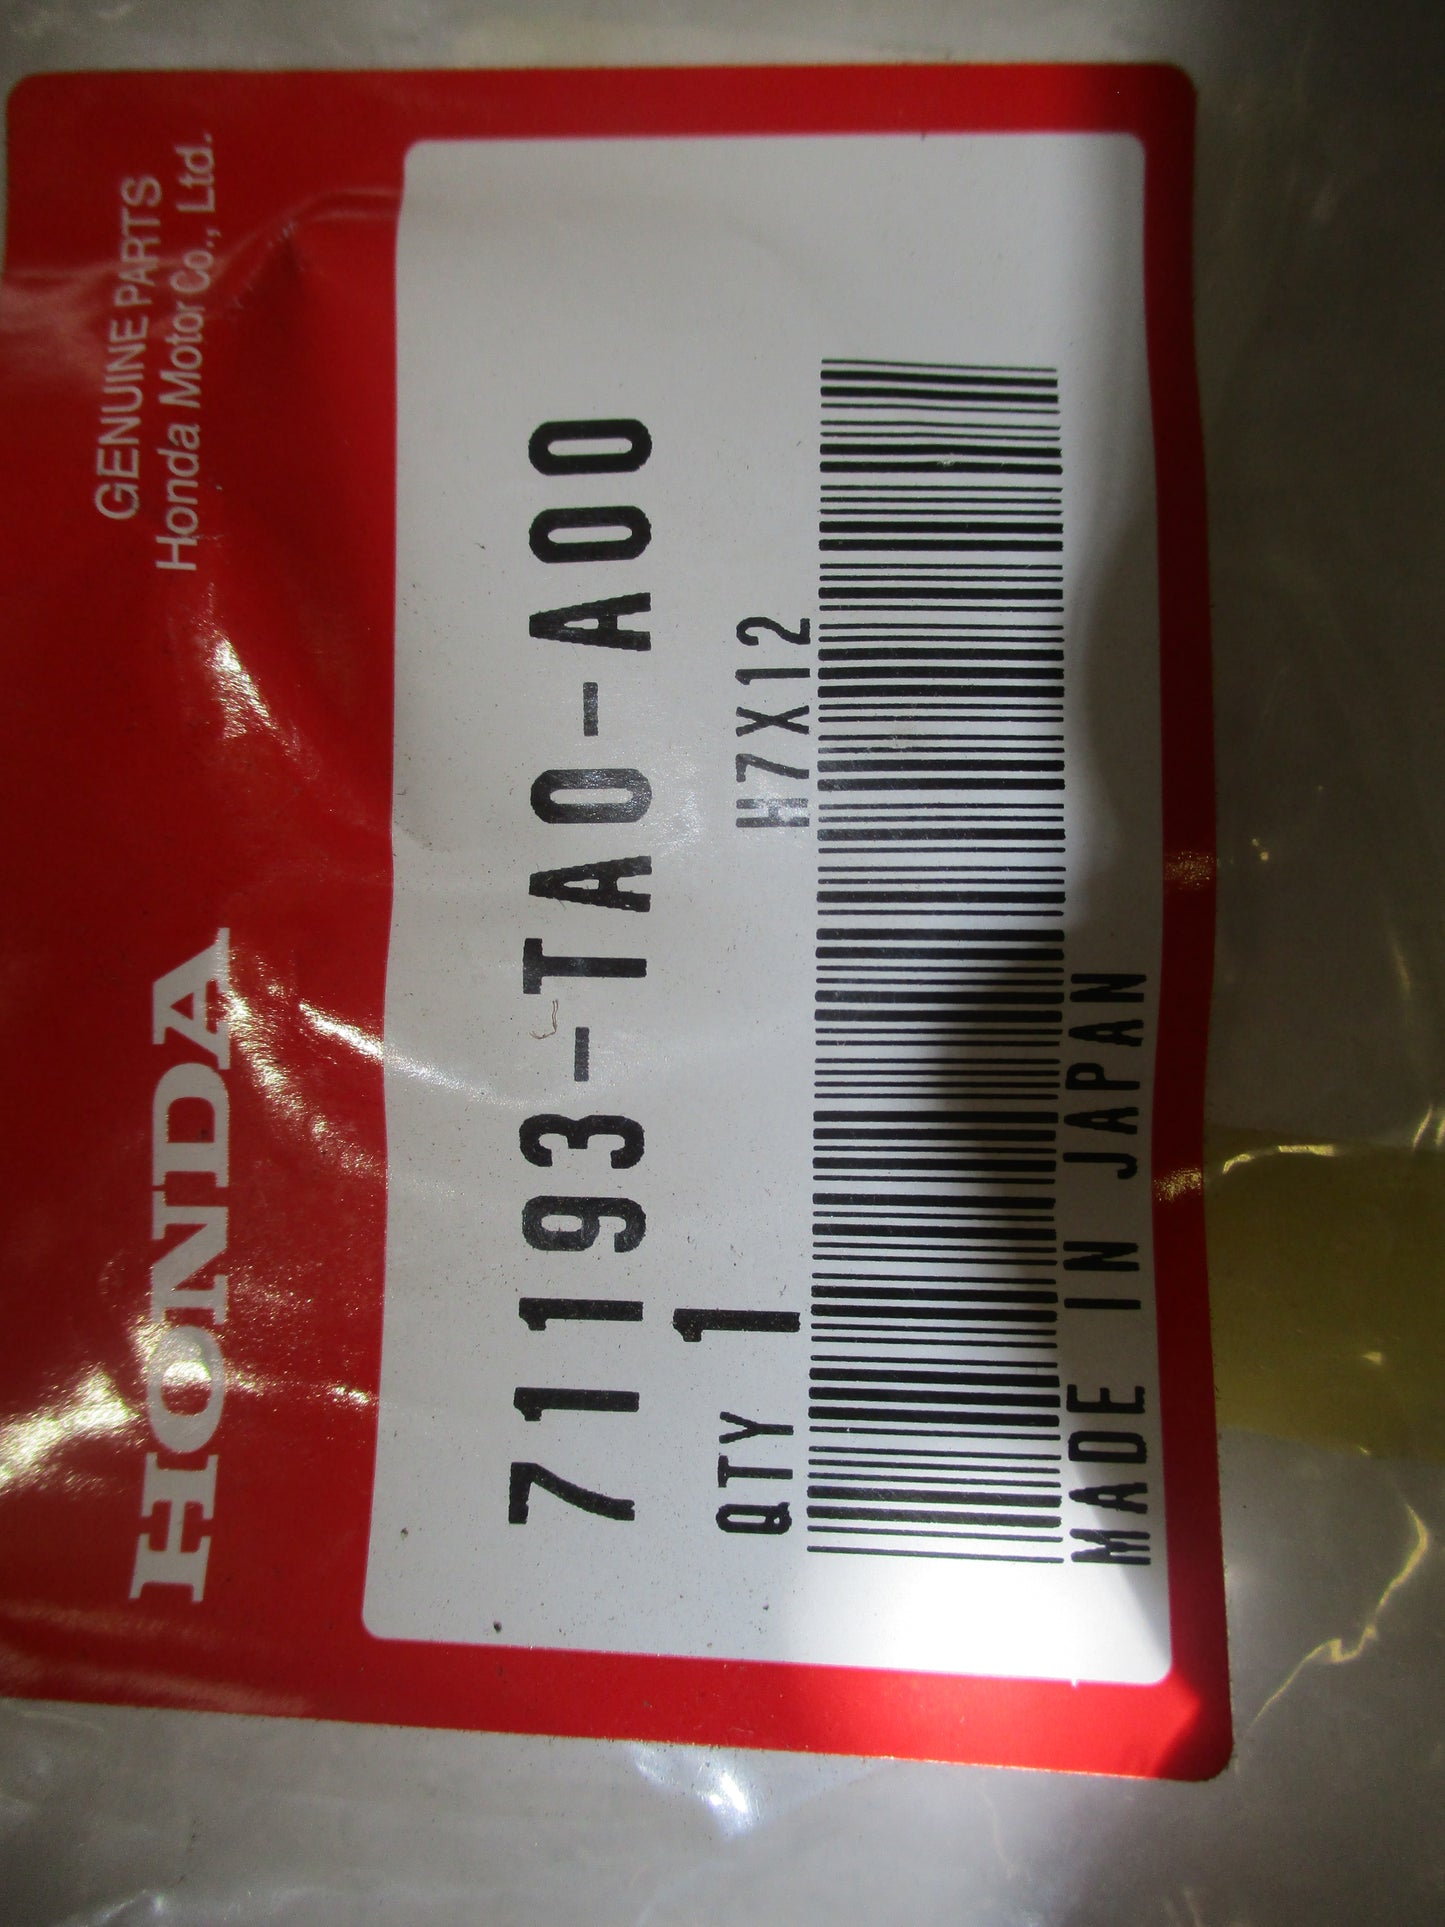 HONDA
GENUINE PARTS
Honda Motor Co., Ltd.
71193-TA0-A00
QTY 1
H7X12
MADE IN JAPAN